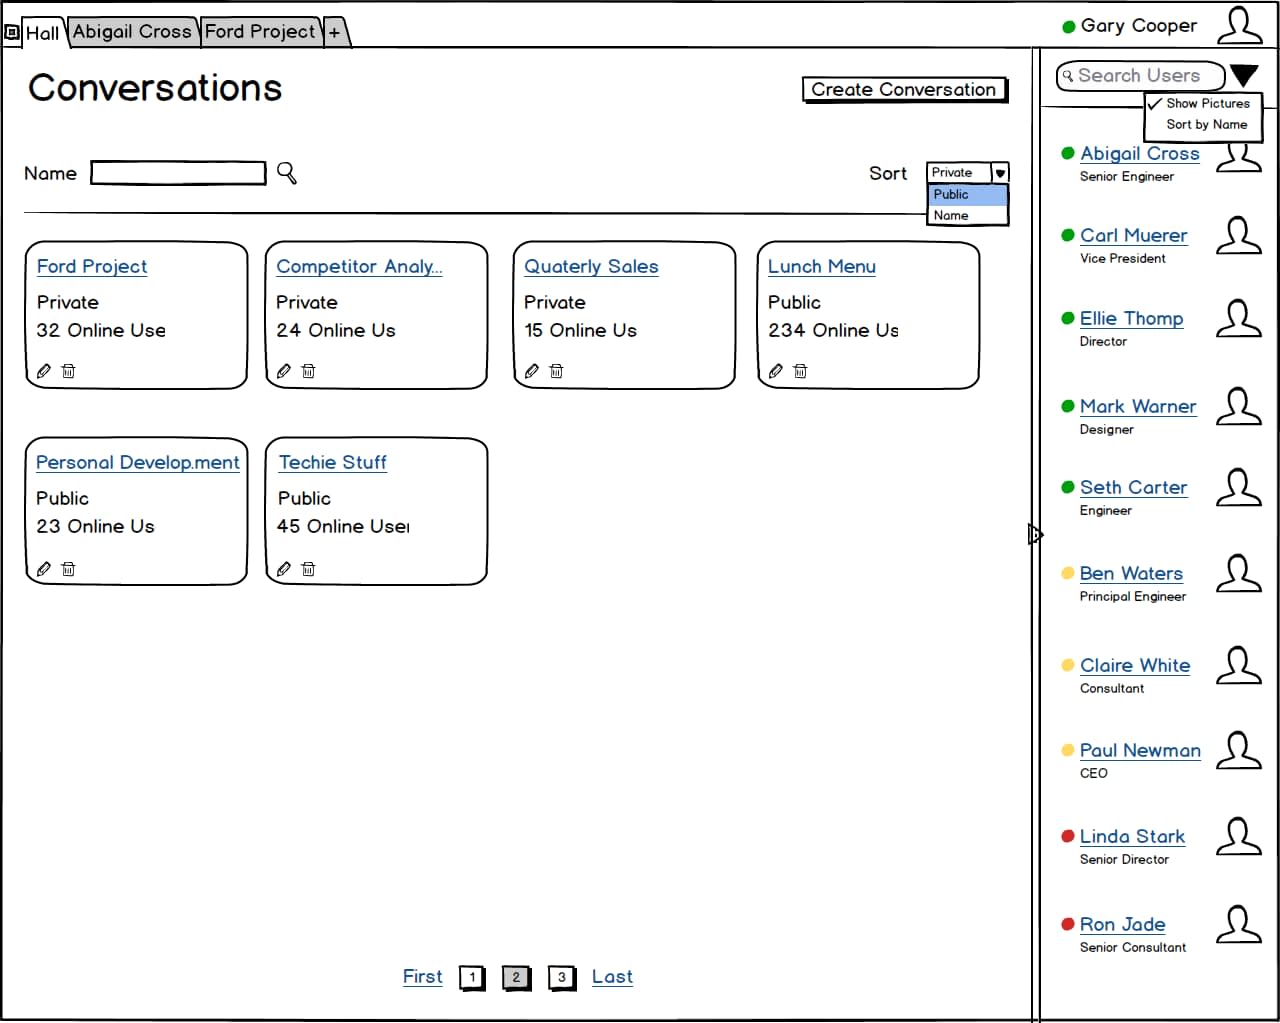 Hall
Abigail Cross
Ford Project
+
Gary Cooper
Conversations
Create Conversation
Search Users
Show Pictures
Sort by Name
Name
Sort
Private
Public
Name
Ford Project
Private
32 Online Use
Competitor Analy...
Private
24 Online Us
Quaterly Sales
Private
15 Online Us
Lunch Menu
Public
234 Online Us
Personal Develop.ment
Public
23 Online Us
Techie Stuff
Public
45 Online User
Abigail Cross
Senior Engineer
Carl Muerer
Vice President
Ellie Thomp
Director
Mark Warner
Designer
Seth Carter
Engineer
Ben Waters
Principal Engineer
Claire White
Consultant
Paul Newman
CEO
Linda Stark
Senior Director
Ron Jade
Senior Consultant
First
1
2
3
Last